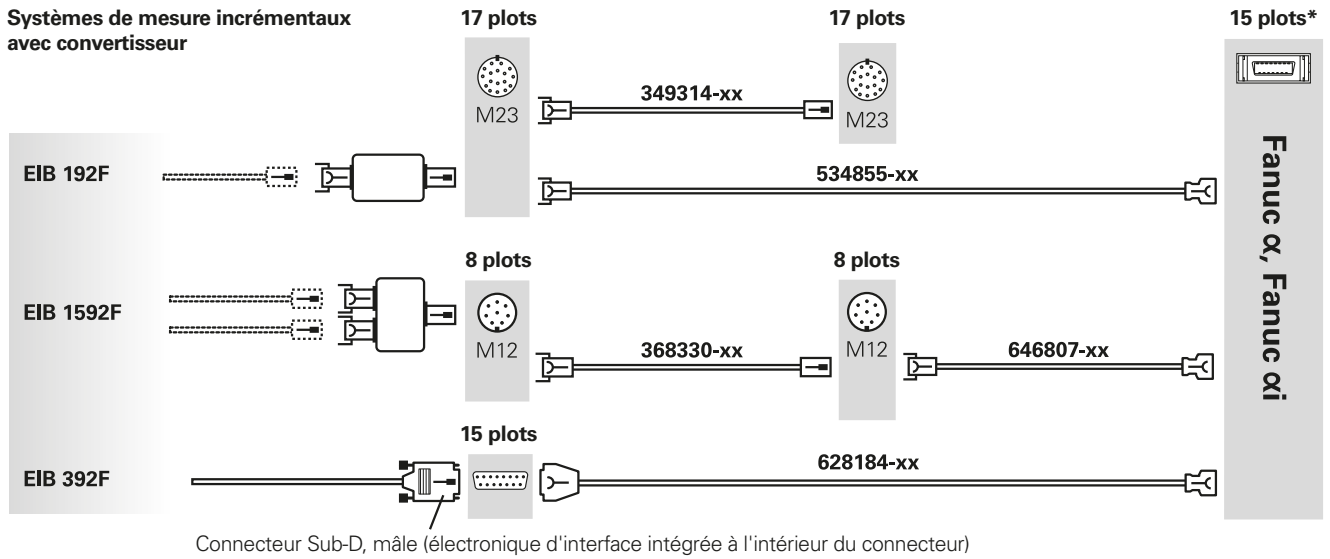 Systèmes de mesure incrémentaux
avec convertisseur
17 plots
17 plots
15 plots*
M23
349314-xx
M23
EIB 192F
534855-xx
Fanuc α, Fanuc αi
8 plots
8 plots
EIB 1592F
M12
368330-xx
M12
646807-xx
15 plots
EIB 392F
628184-xx
Connecteur Sub-D, mâle (électronique d'interface intégrée à l'intérieur du connecteur)